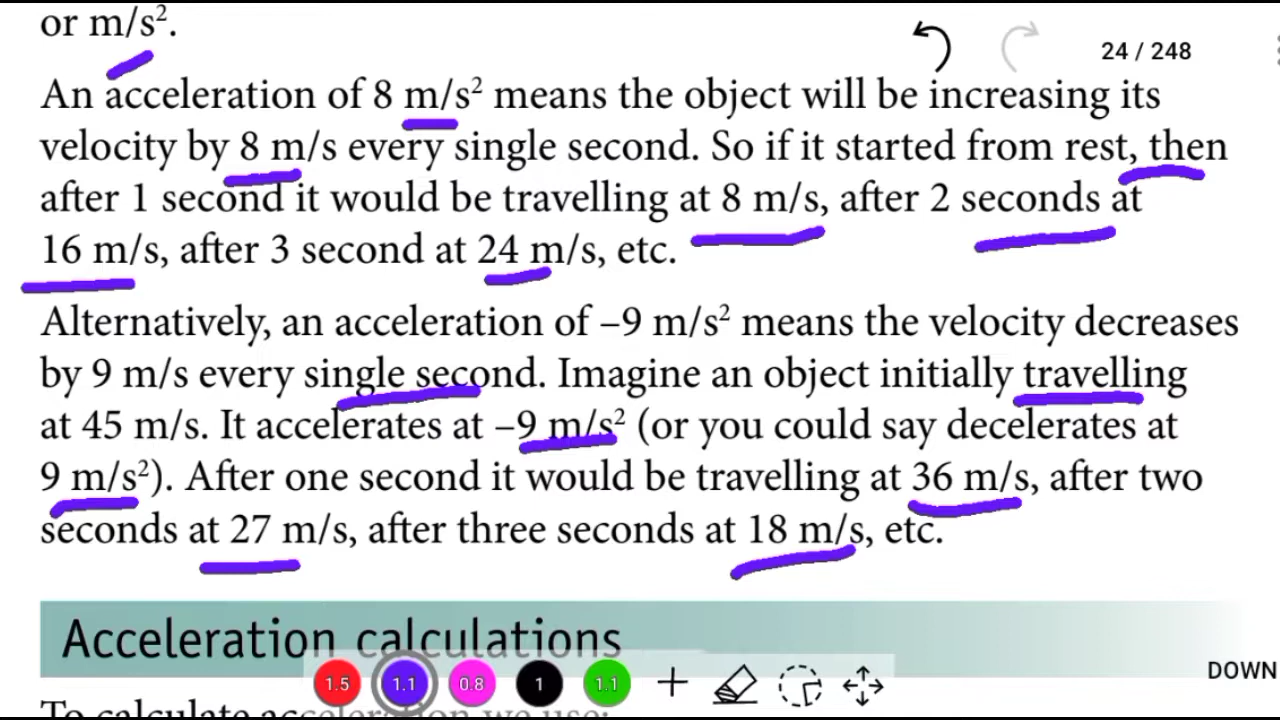 or m/s².
24 / 248
An acceleration of 8 m/s² means the object will be increasing its
velocity by 8 m/s every single second. So if it started from rest, then
after 1 second it would be travelling at 8 m/s, after 2 seconds at
16 m/s, after 3 second at 24 m/s, etc.
Alternatively, an acceleration of –9 m/s² means the velocity decreases
by 9 m/s every single second. Imagine an object initially travelling
at 45 m/s. It accelerates at –9 m/s² (or you could say decelerates at
9 m/s²). After one second it would be travelling at 36 m/s, after two
seconds at 27 m/s, after three seconds at 18 m/s, etc.
Acceleration calculations
DOWN
1.5 1.1 0.8 1 1.1
To calculate acceleration we use: